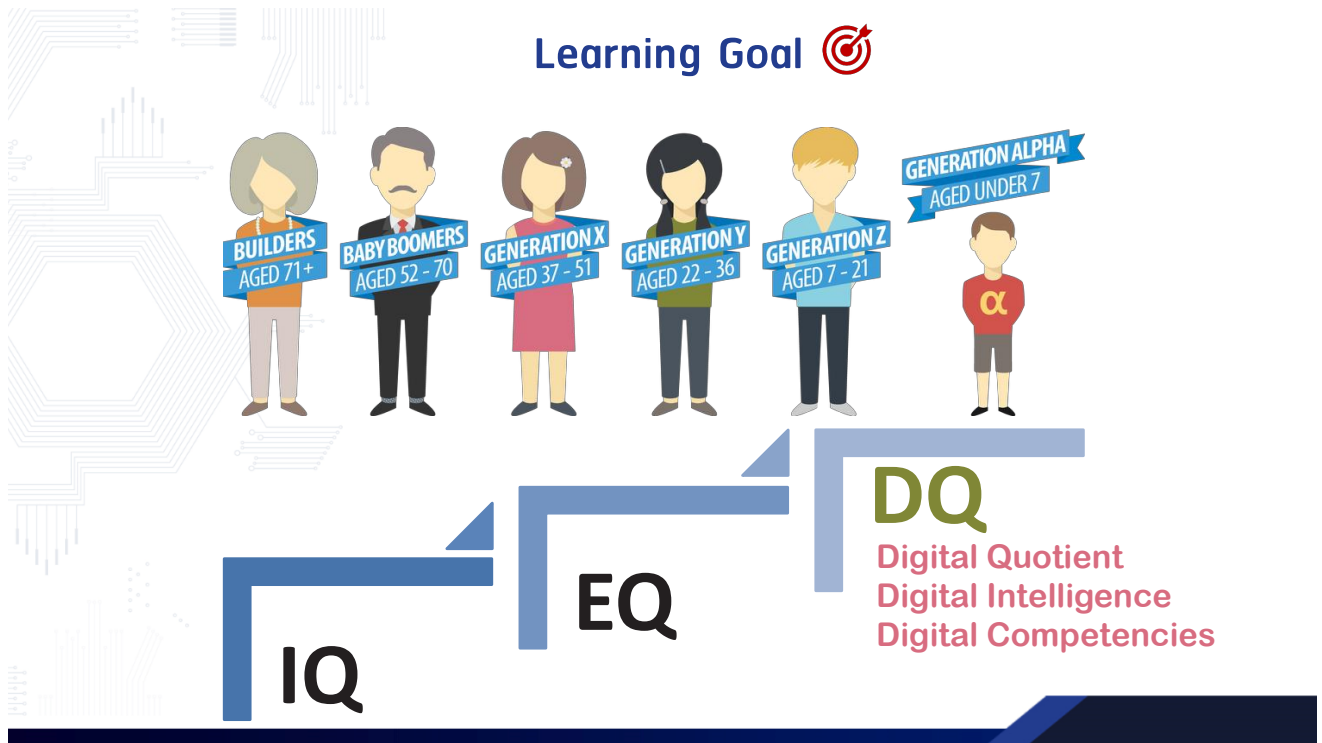 Learning Goal
BUILDERS
AGED 71+
BABY BOOMERS
AGED 52 - 70
GENERATION X
AGED 37 - 51
GENERATION Y
AGED 22 - 36
GENERATION Z
AGED 7 - 21
GENERATION ALPHA
AGED UNDER 7
α
IQ
EQ
DQ
Digital Quotient
Digital Intelligence
Digital Competencies